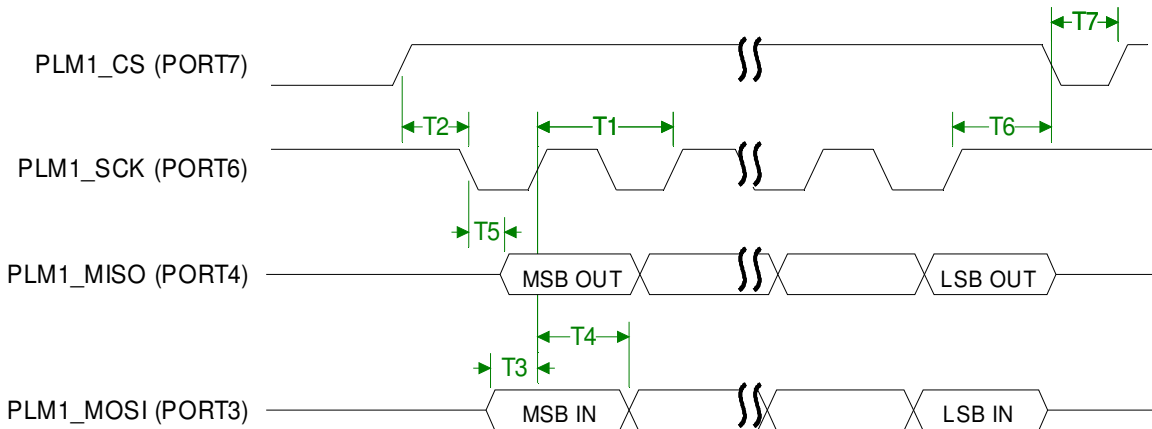 T7
PLM1_CS (PORT7)
T2
T1
T6
PLM1_SCK (PORT6)
T5
PLM1_MISO (PORT4)
MSB OUT
LSB OUT
T4
T3
PLM1_MOSI (PORT3)
MSB IN
LSB IN